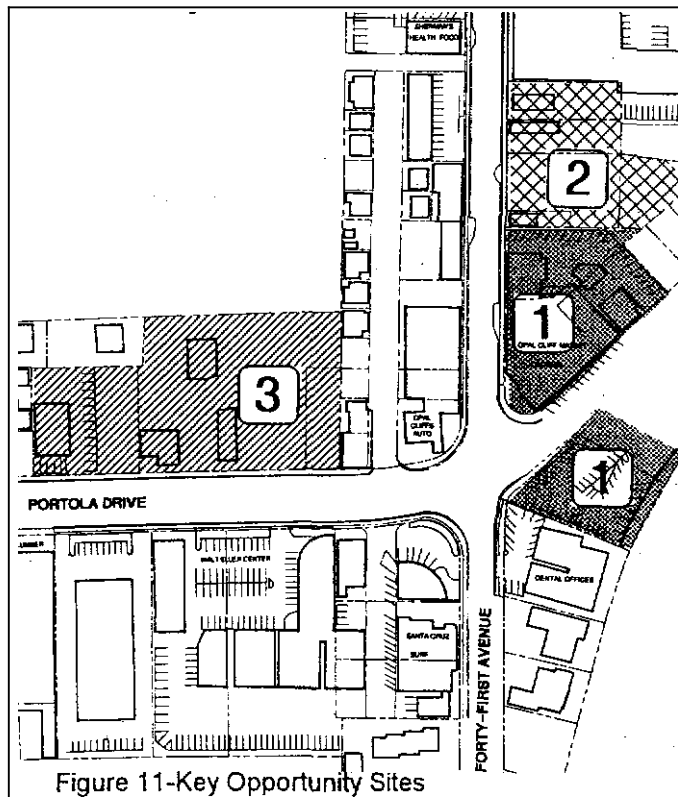 SHERMAN'S
HEALTH FOOD
2
1
OPAL CLIFF MARKET
3
OPAL
CLIFFS
AUTO
1
PORTOLA DRIVE
CENTER
DENTAL OFFICES
SANTA CRUZ
SURF
FORTY-FIRST AVENUE
Figure 11-Key Opportunity Sites